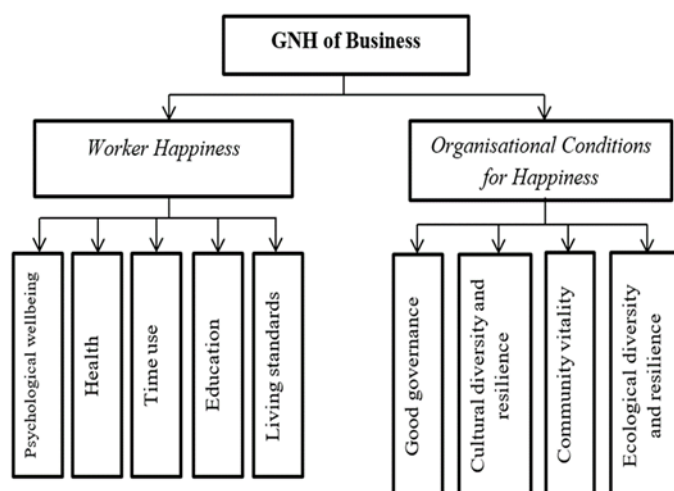 GNH of Business
Worker Happiness
Organisational Conditions
for Happiness
Psychological wellbeing
Health
Time use
Education
Living standards
Good governance
Cultural diversity and
resilience
Community vitality
Ecological diversity
and resilience